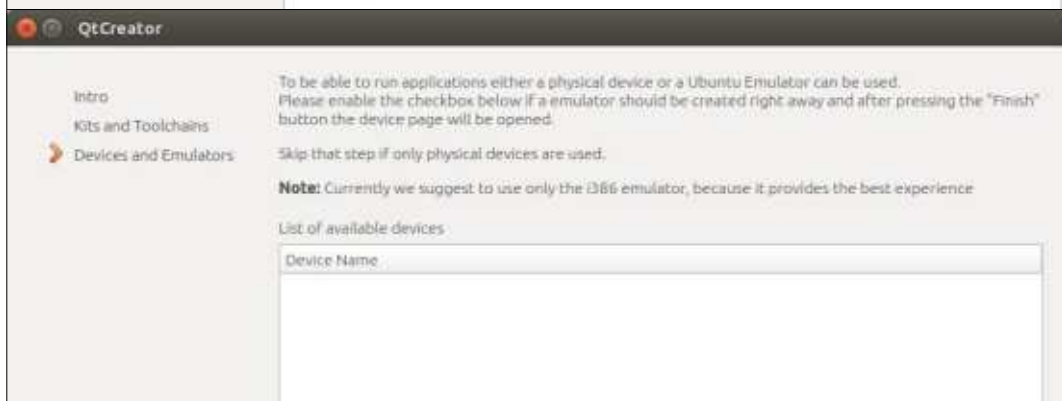 QtCreator
Intro
Kits and Toolchains
Devices and Emulators
To be able to run applications either a physical device or a Ubuntu Emulator can be used.
Please enable the checkbox below if a emulator should be created right away and after pressing the "Finish"
button the device page will be opened.
Skip that step if only physical devices are used.
Note: Currently we suggest to use only the i386 emulator, because it provides the best experience
List of available devices
Device Name